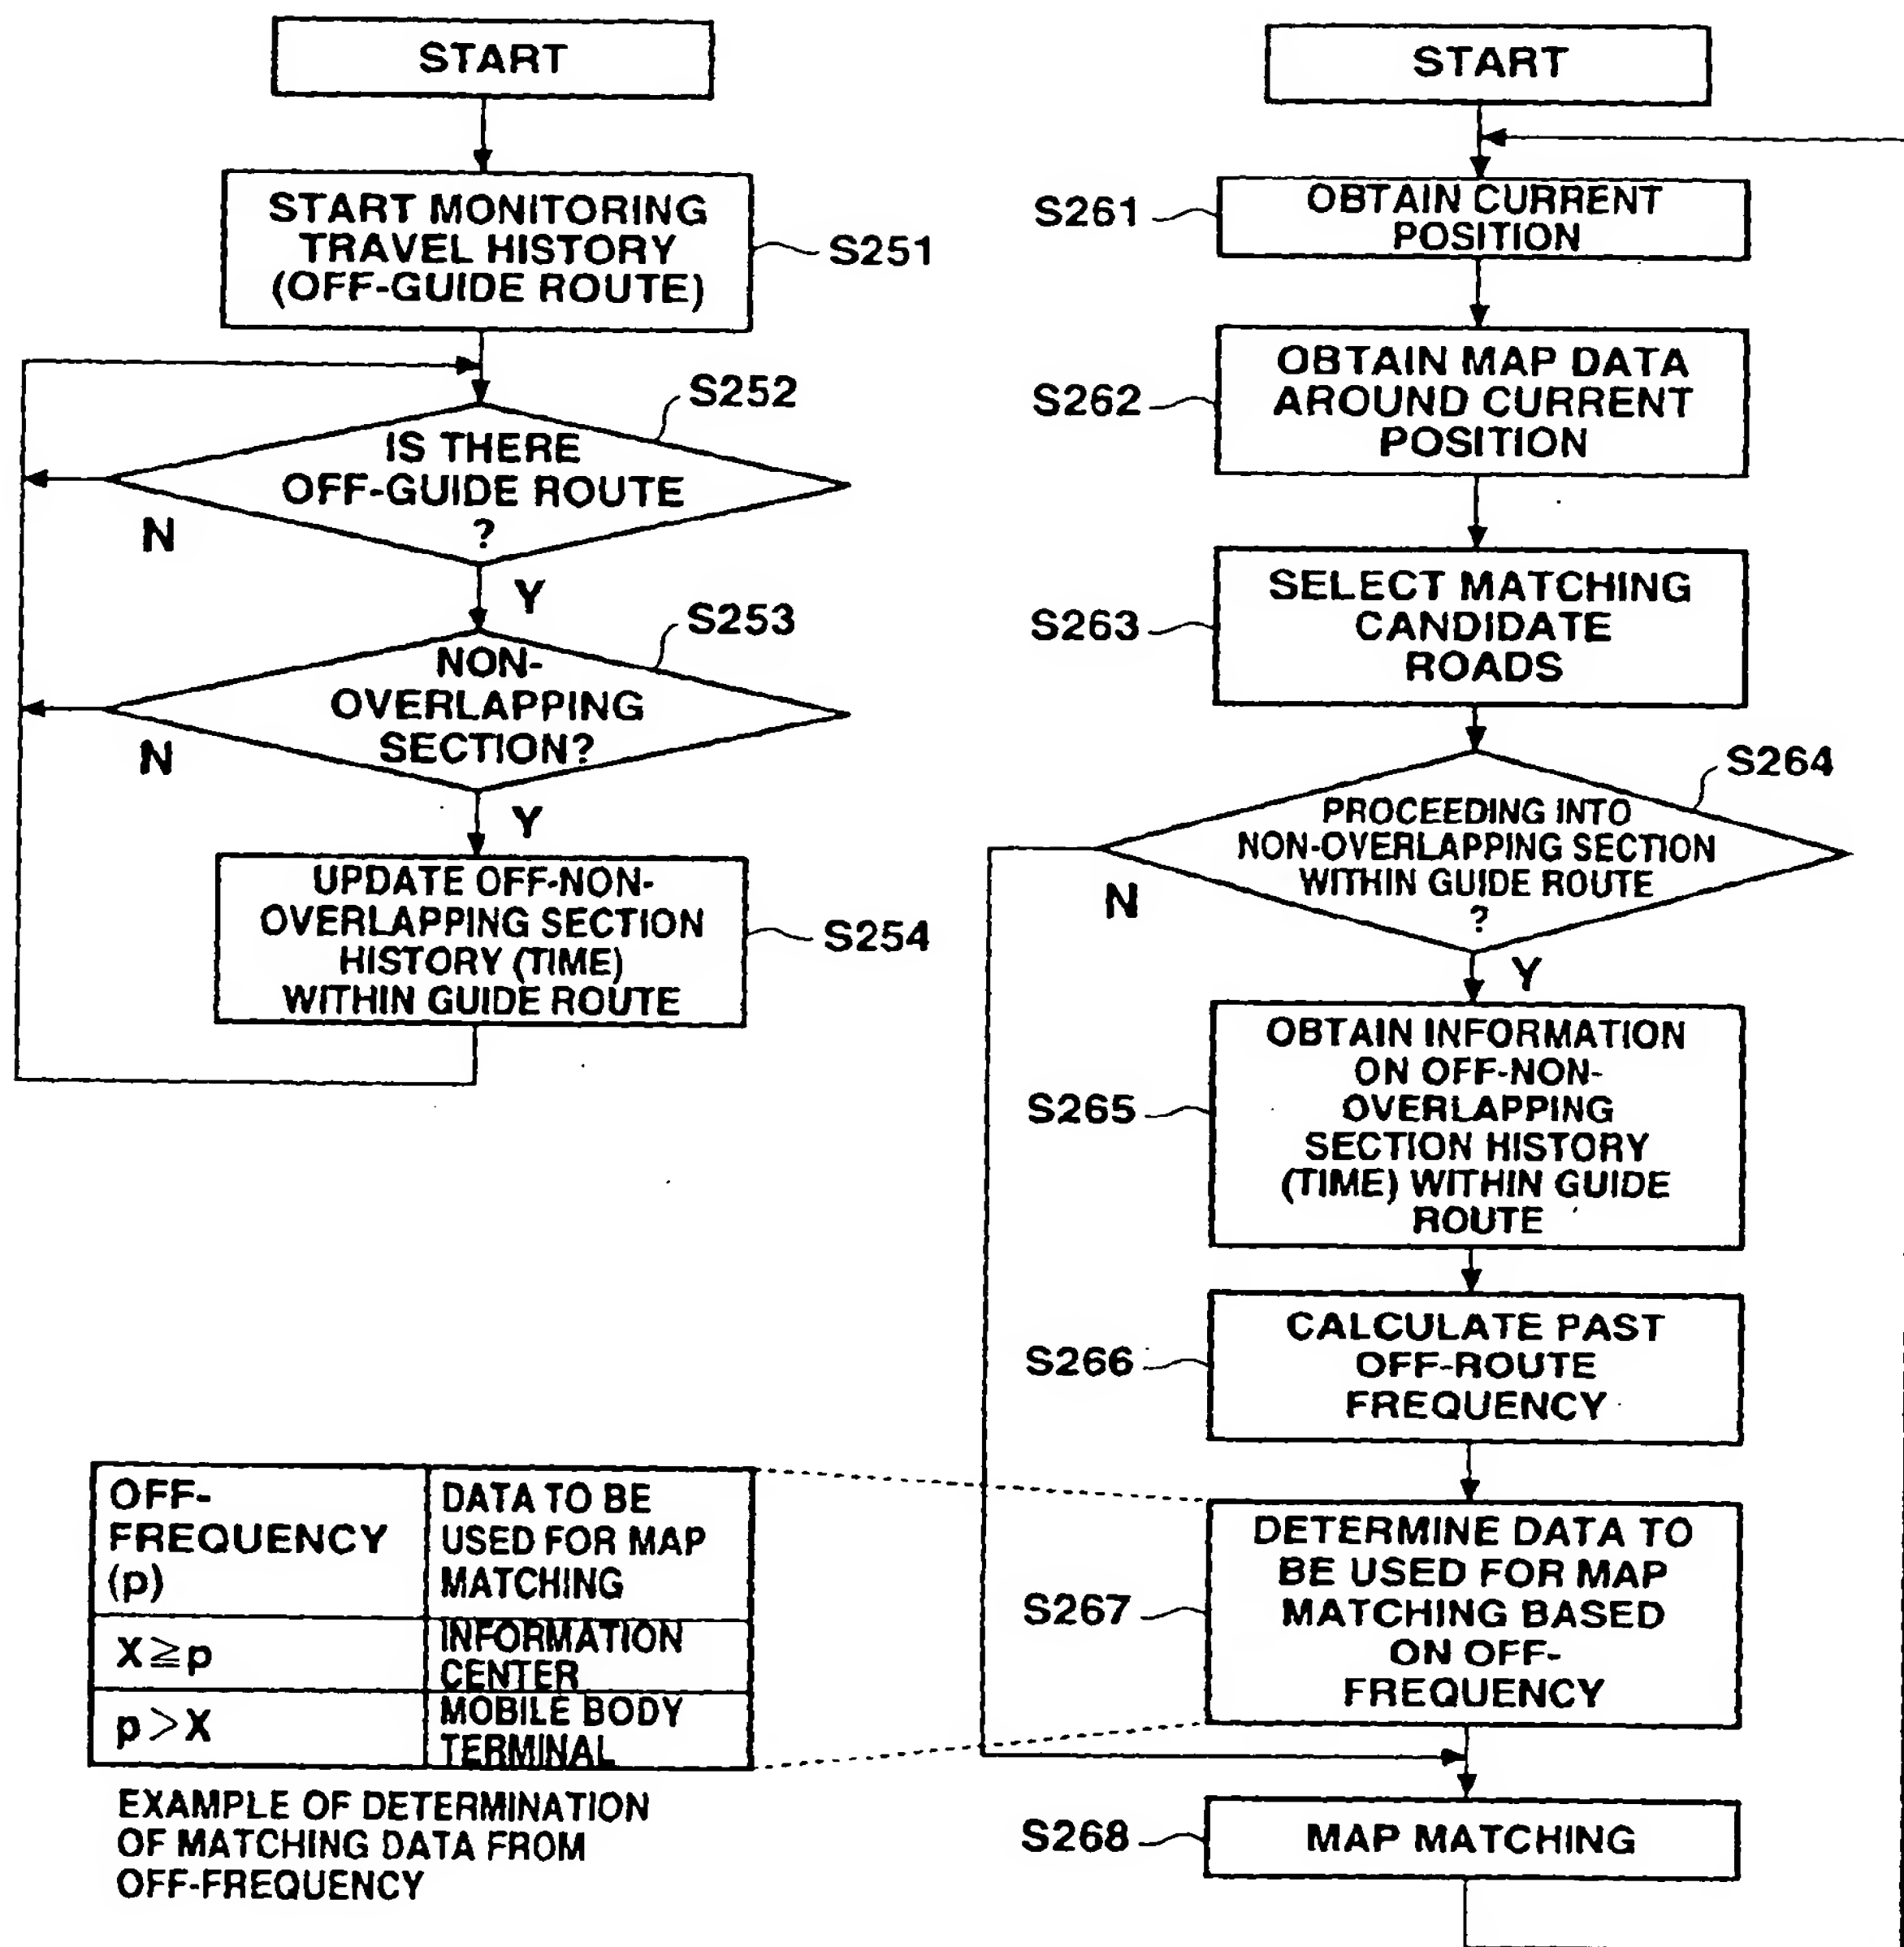 START
START MONITORING
TRAVEL HISTORY
(OFF-GUIDE ROUTE)
S251
S252
IS THERE
OFF-GUIDE ROUTE
?
N
Y
S253
NON-
OVERLAPPING
SECTION?
N
Y
UPDATE OFF-NON-
OVERLAPPING SECTION
HISTORY (TIME)
WITHIN GUIDE ROUTE
S254
START
S261
OBTAIN CURRENT
POSITION
S262
OBTAIN MAP DATA
AROUND CURRENT
POSITION
S263
SELECT MATCHING
CANDIDATE
ROADS
S264
PROCEEDING INTO
NON-OVERLAPPING SECTION
WITHIN GUIDE ROUTE
?
N
Y
S265
OBTAIN INFORMATION
ON OFF-NON-
OVERLAPPING
SECTION HISTORY
(TIME) WITHIN GUIDE
ROUTE
S266
CALCULATE PAST
OFF-ROUTE
FREQUENCY
S267
DETERMINE DATA TO
BE USED FOR MAP
MATCHING BASED
ON OFF-
FREQUENCY
S268
MAP MATCHING
OFF-
FREQUENCY
(p)
DATA TO BE
USED FOR MAP
MATCHING
X≧p
INFORMATION
CENTER
p>X
MOBILE BODY
TERMINAL
EXAMPLE OF DETERMINATION
OF MATCHING DATA FROM
OFF-FREQUENCY